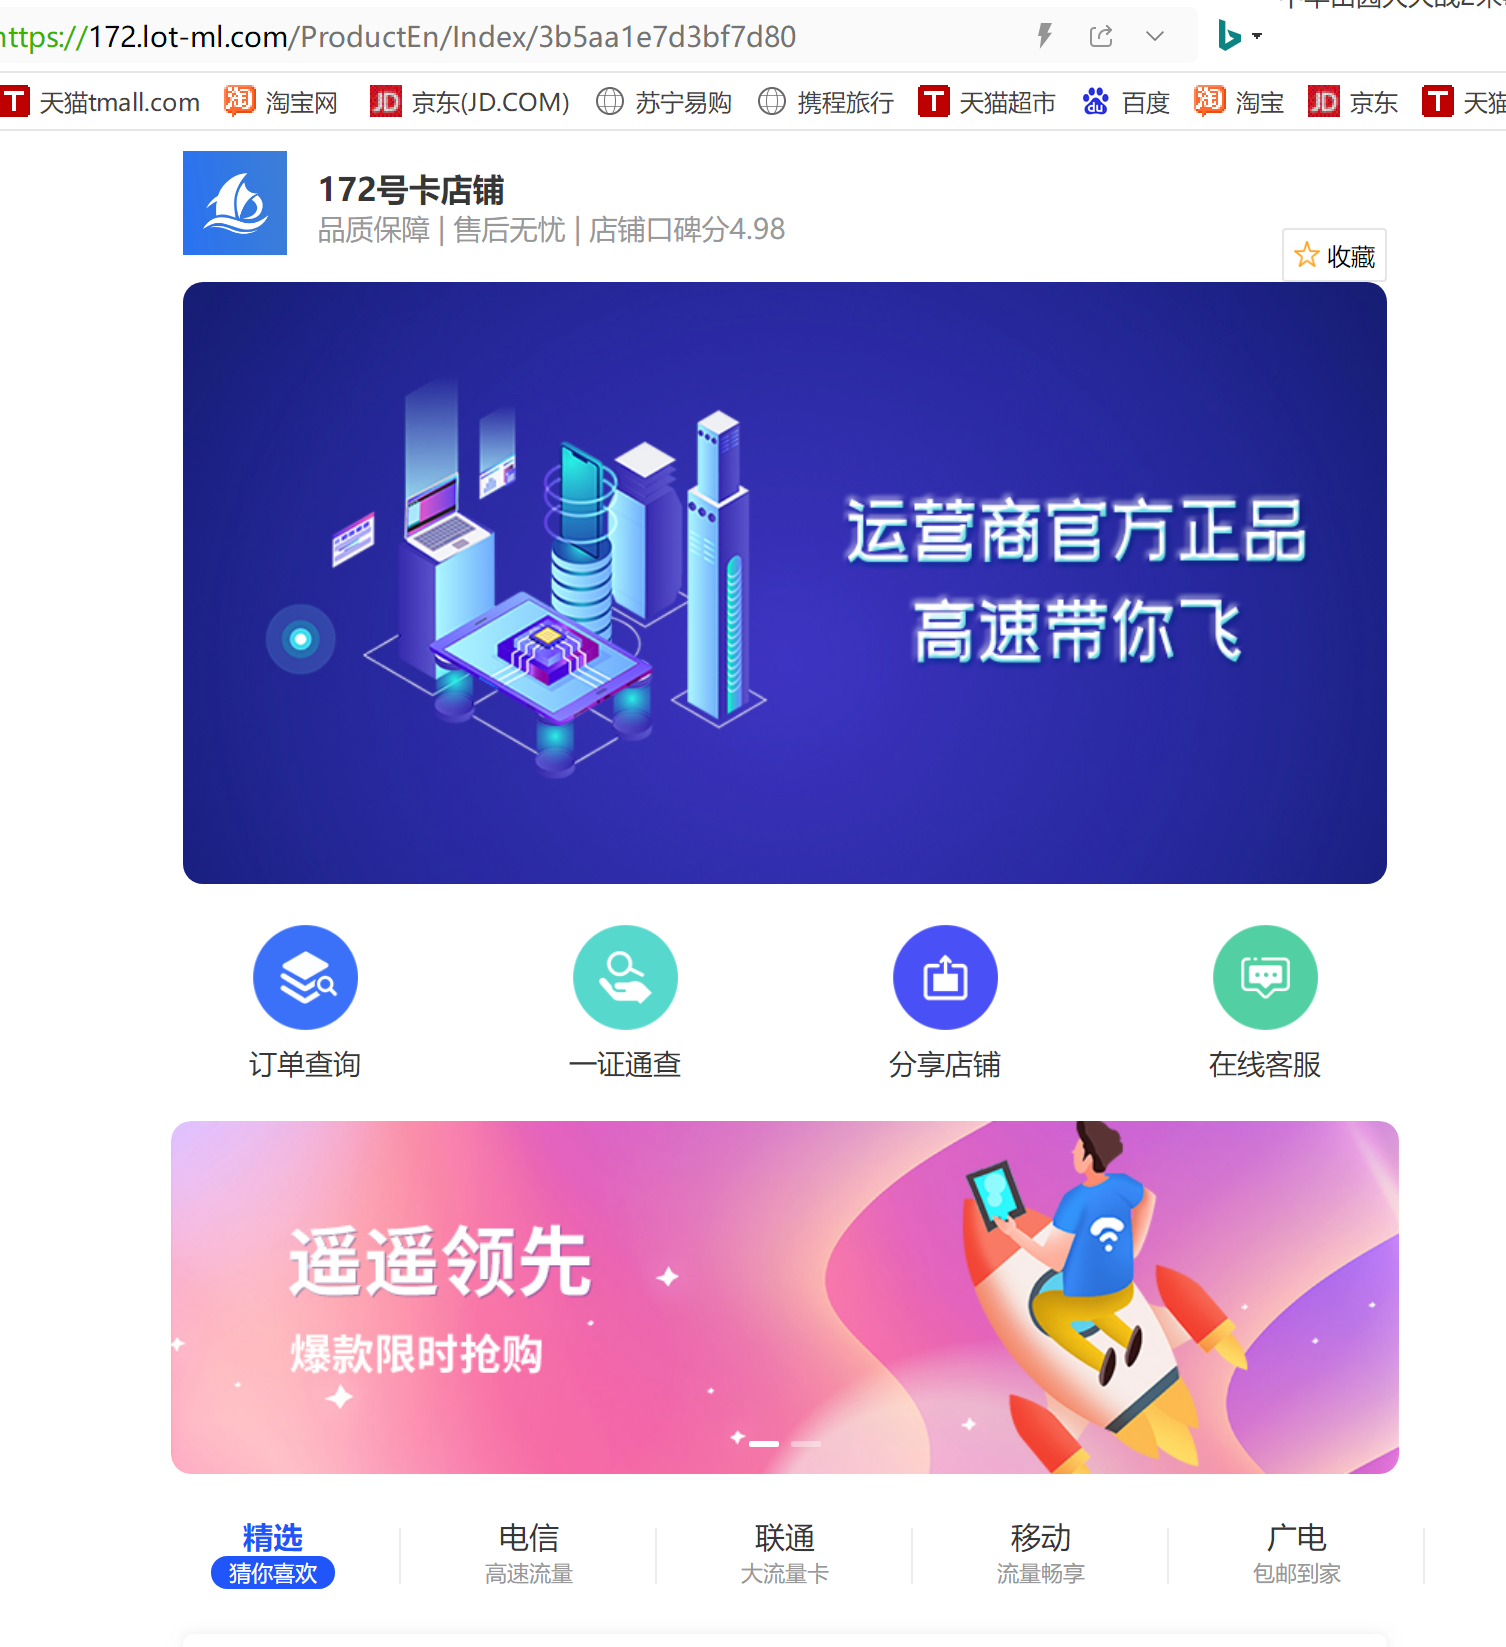 https://172.lot-ml.com/ProductEn/Index/3b5aa1e7d3bf7d80
天猫tmall.com 淘宝网 京东(JD.COM) 苏宁易购 携程旅行 天猫超市 百度 淘宝 京东 天猫
172号卡店铺
品质保障 | 售后无忧 | 店铺口碑分4.98
收藏
运营商官方正品
高速带你飞
订单查询 一证通查 分享店铺 在线客服
遥遥领先
爆款限时抢购
精选 电信 联通 移动 广电
猜你喜欢 高速流量 大流量卡 流量畅享 包邮到家